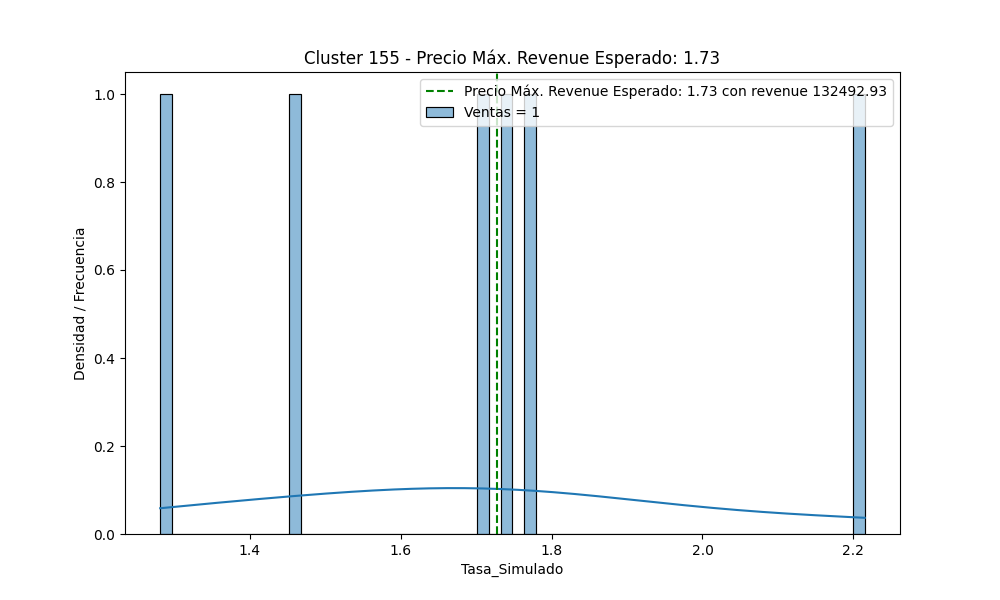 Cluster 155 - Precio Máx. Revenue Esperado: 1.73
Precio Máx. Revenue Esperado: 1.73 con revenue 132492.93
Ventas = 1
Densidad / Frecuencia
1.0
0.8
0.6
0.4
0.2
0.0
1.4 1.6 1.8 2.0 2.2
Tasa_Simulado